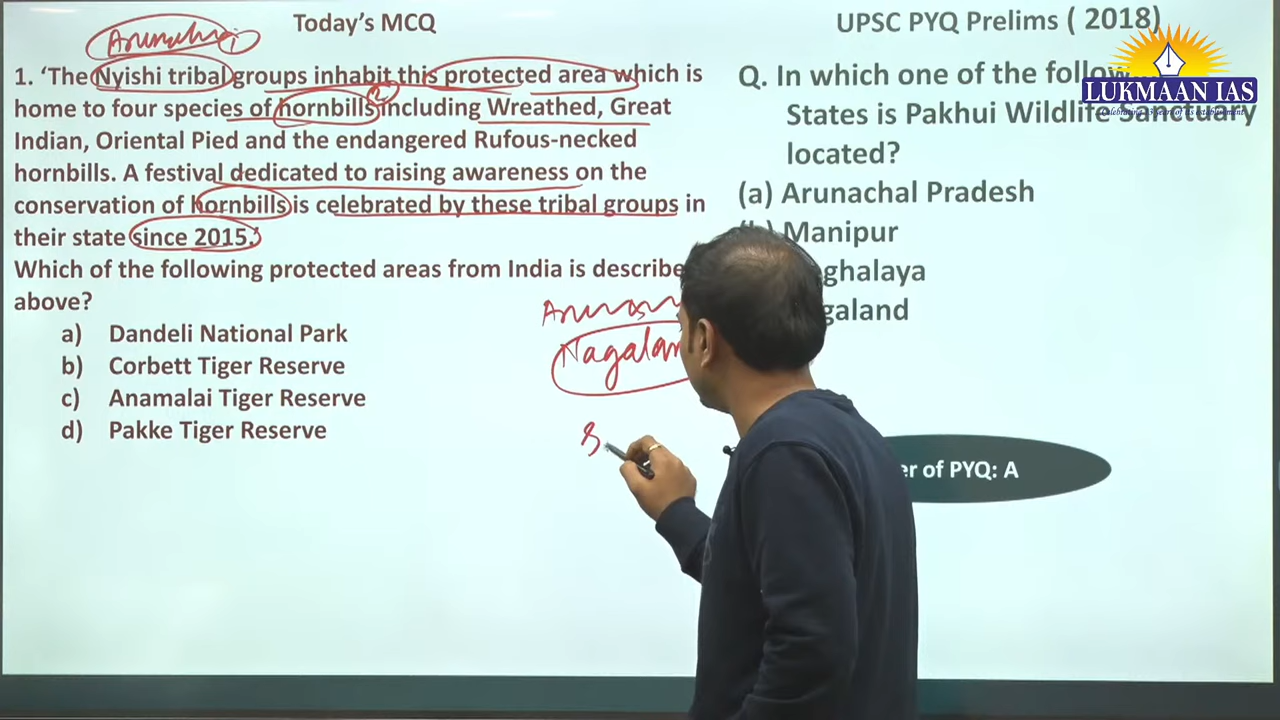 Today's MCQ
Arunachal
1. 'The Nyishi tribal groups inhabit this protected area which is
home to four species of hornbills including Wreathed, Great
Indian, Oriental Pied and the endangered Rufous-necked
hornbills. A festival dedicated to raising awareness on the
conservation of hornbills is celebrated by these tribal groups in
their state since 2015.'
Which of the following protected areas from India is describe
above?
a) Dandeli National Park
b) Corbett Tiger Reserve
c) Anamalai Tiger Reserve
d) Pakke Tiger Reserve
Nagalan
UPSC PYQ Prelims ( 2018)
LUKMAAN IAS
Q. In which one of the follow
States is Pakhui Wildlife Sanctuary
located?
(a) Arunachal Pradesh
Manipur
ghalaya
galand
er of PYQ: A